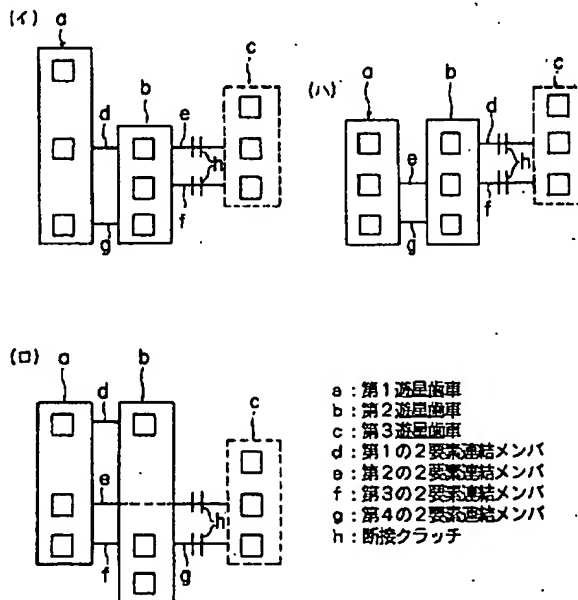 (イ) a
b
c
d
e
h
f
g
(ハ)
a
b
c
d
h
e
f
g
(ロ)
a
b
c
d
e
h
f
g
a : 第1遊星歯車
b : 第2遊星歯車
c : 第3遊星歯車
d : 第1の2要素連結メンバ
e : 第2の2要素連結メンバ
f : 第3の2要素連結メンバ
g : 第4の2要素連結メンバ
h : 断接クラッチ